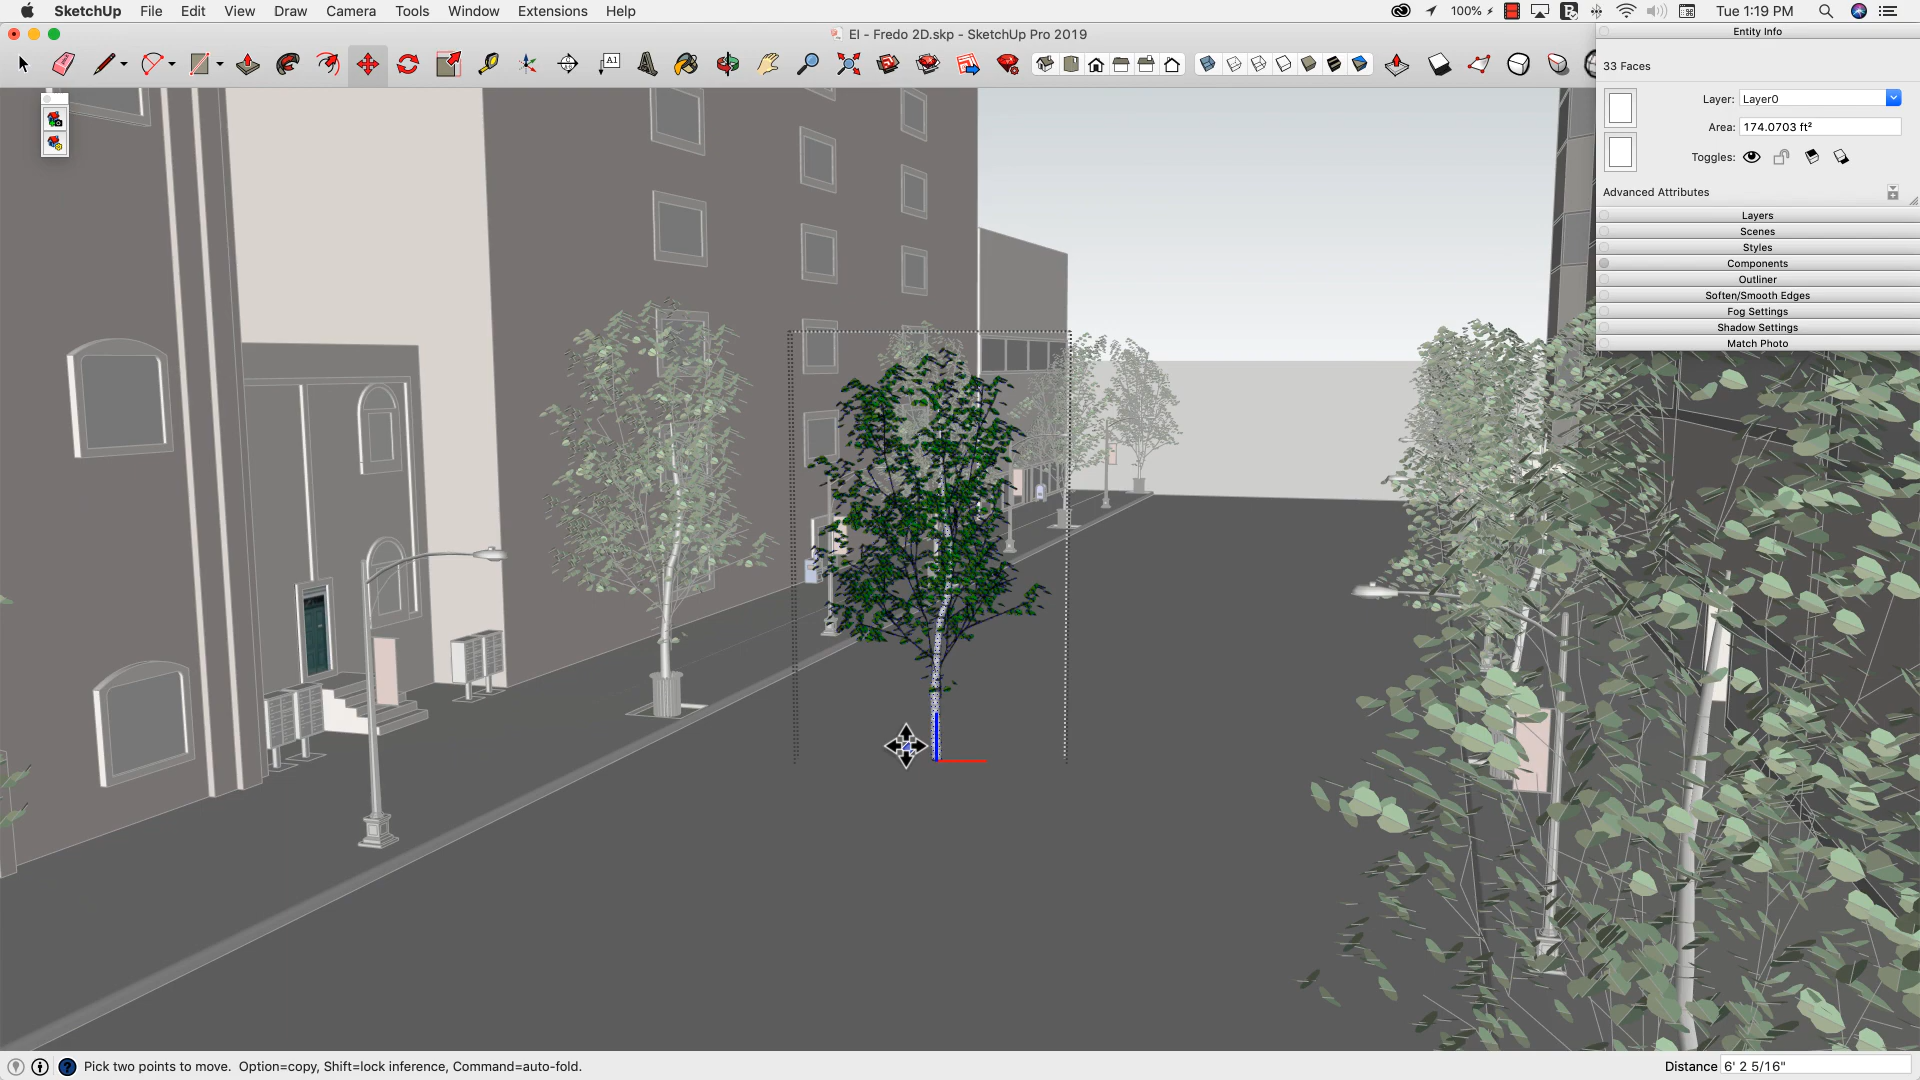 SketchUp File Edit View Draw Camera Tools Window Extensions Help
100% Tue 1:19 PM
EI - Fredo 2D.skp - SketchUp Pro 2019
A1
Entity Info
33 Faces
Layer: Layer0
Area: 174.0703 ft²
Toggles:
Advanced Attributes
Layers
Scenes
Styles
Components
Outliner
Soften/Smooth Edges
Fog Settings
Shadow Settings
Match Photo
Pick two points to move. Option=copy, Shift=lock inference, Command=auto-fold.
Distance 6' 2 5/16"